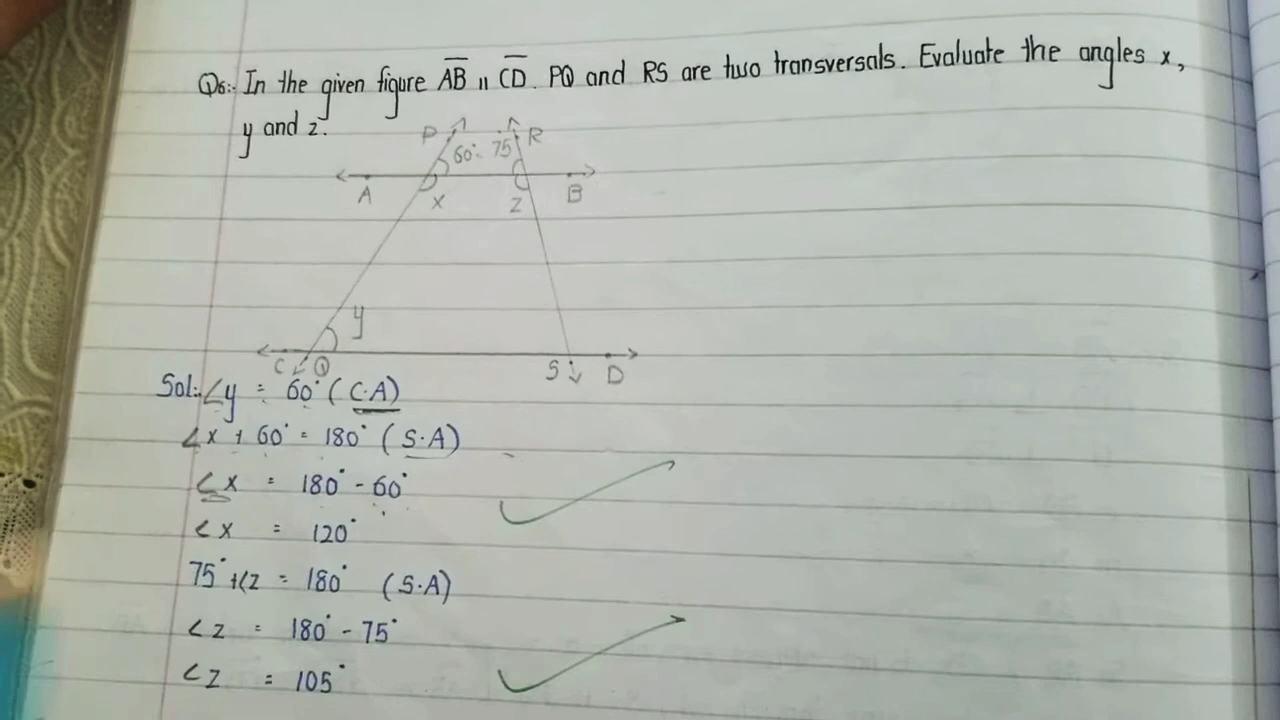 Q6:- In the given figure AB || CD. PQ and RS are two transversals. Evaluate the angles x,
y and z.
P R
60° 75
A x z B
y
C Q S D
Sol:- ∠y = 60° (C.A)
∠x + 60° = 180° (S.A)
∠x = 180° - 60°
∠x = 120°
75° + ∠z = 180° (S.A)
∠z = 180° - 75°
∠z = 105°